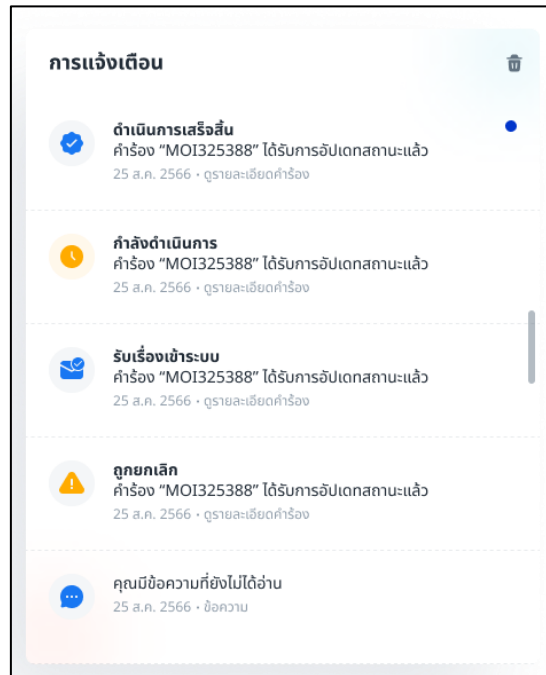 การแจ้งเตือน
ดำเนินการเสร็จสิ้น
คำร้อง “MOI325388” ได้รับการอัปเดทสถานะแล้ว
25 ส.ค. 2566 • ดูรายละเอียดคำร้อง
กำลังดำเนินการ
คำร้อง “MOI325388” ได้รับการอัปเดทสถานะแล้ว
25 ส.ค. 2566 • ดูรายละเอียดคำร้อง
รับเรื่องเข้าระบบ
คำร้อง “MOI325388” ได้รับการอัปเดทสถานะแล้ว
25 ส.ค. 2566 • ดูรายละเอียดคำร้อง
ถูกยกเลิก
คำร้อง “MOI325388” ได้รับการอัปเดทสถานะแล้ว
25 ส.ค. 2566 • ดูรายละเอียดคำร้อง
คุณมีข้อความที่ยังไม่ได้อ่าน
25 ส.ค. 2566 • ข้อความ